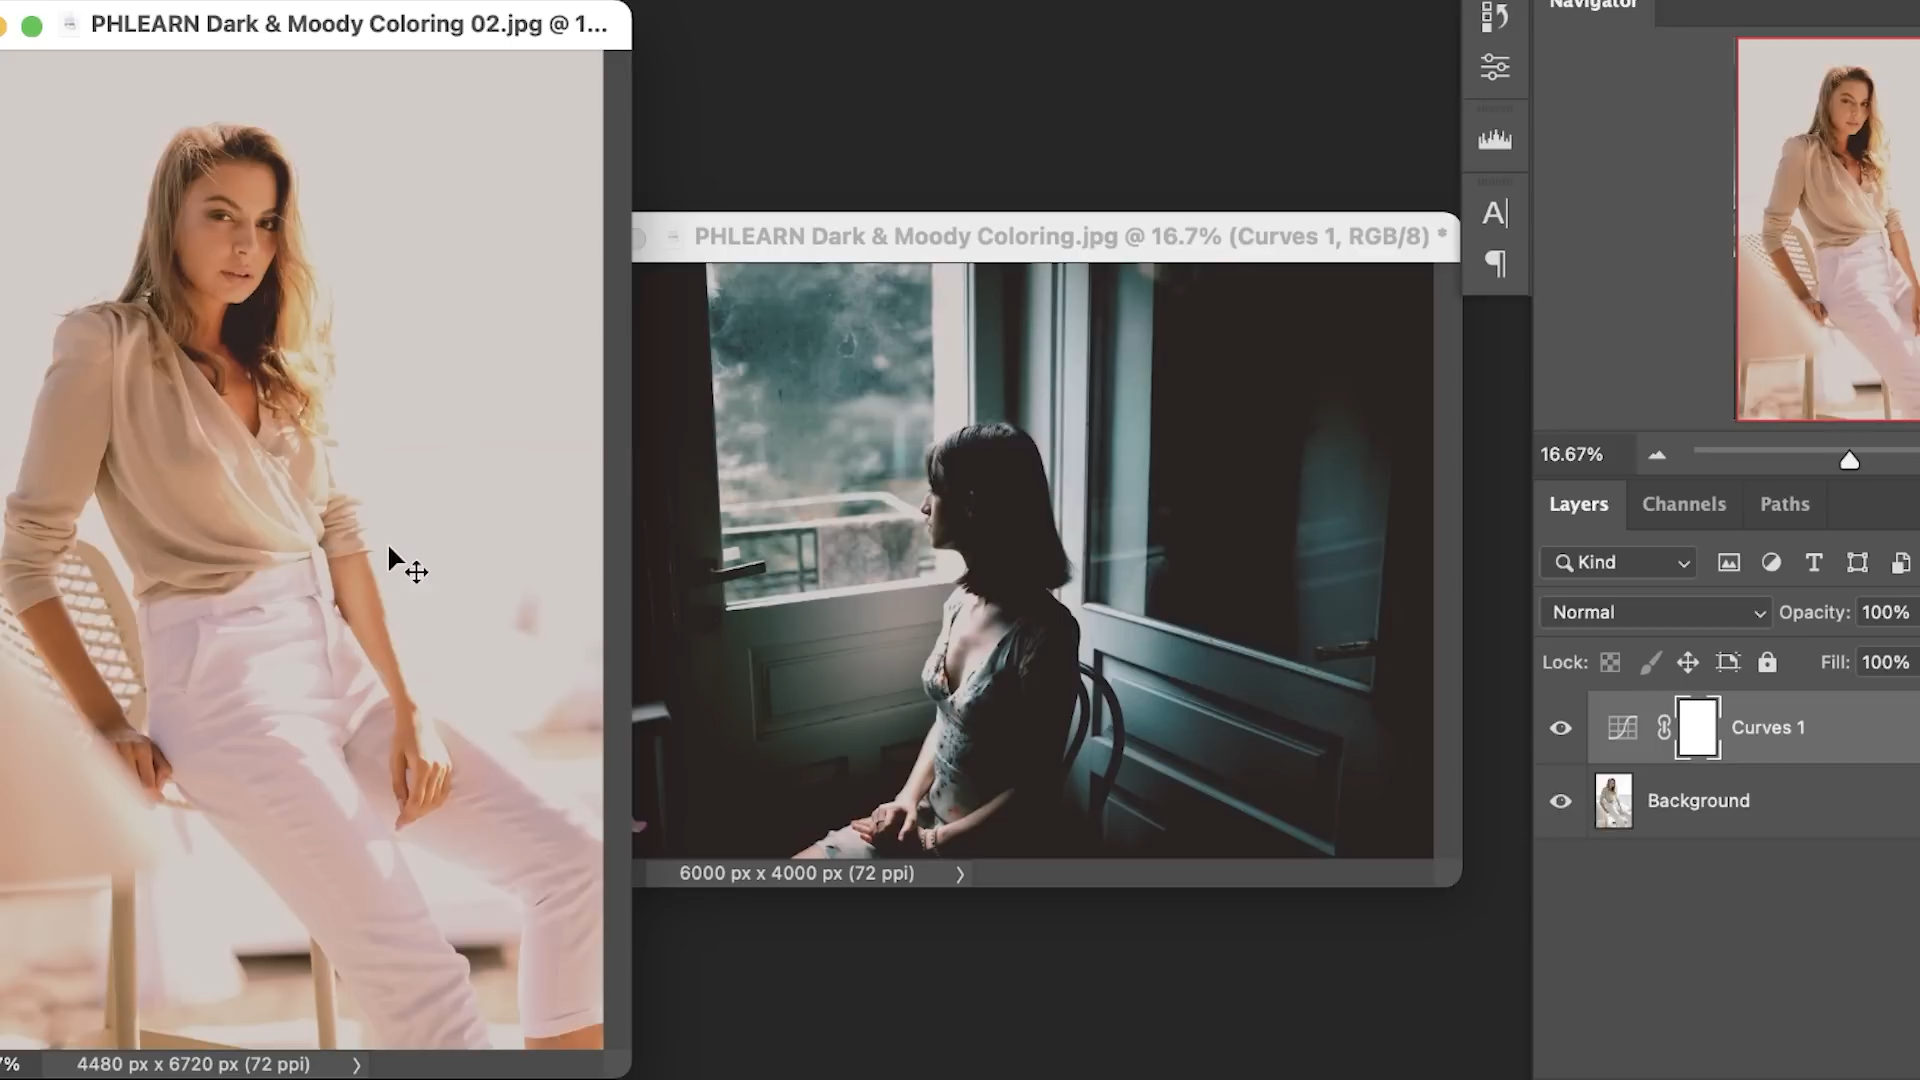 PHLEARN Dark & Moody Coloring 02.jpg @ 1...
7%
4480 px x 6720 px (72 ppi)
PHLEARN Dark & Moody Coloring.jpg @ 16.7% (Curves 1, RGB/8) *
6000 px x 4000 px (72 ppi)
A
¶
Navigator
16.67%
Layers
Channels
Paths
Kind
T
Normal
Opacity:
100%
Lock:
Fill:
100%
Curves 1
Background